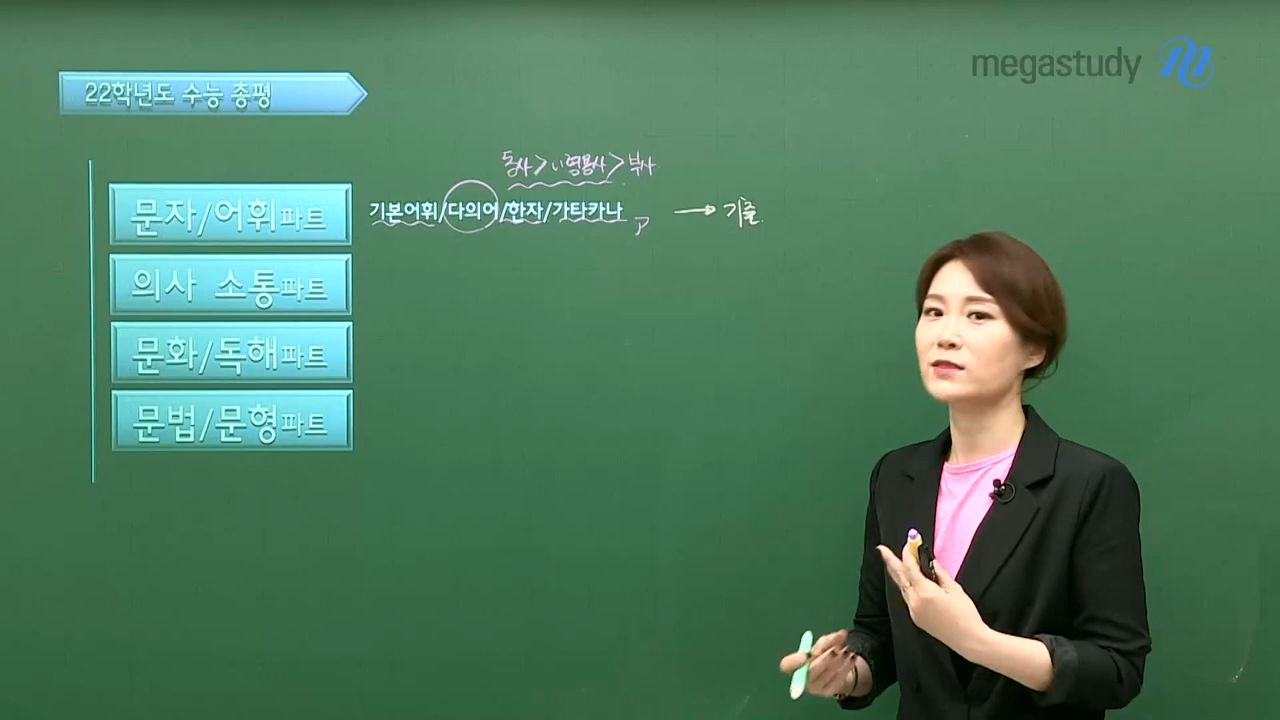 megastudy
22학년도 수능 총평
동사 > い형용사 > 부사
문자/어휘파트
기본어휘/다의어/한자/가타카나 → 기출.
의사 소통파트
문화/독해파트
문법/문형파트